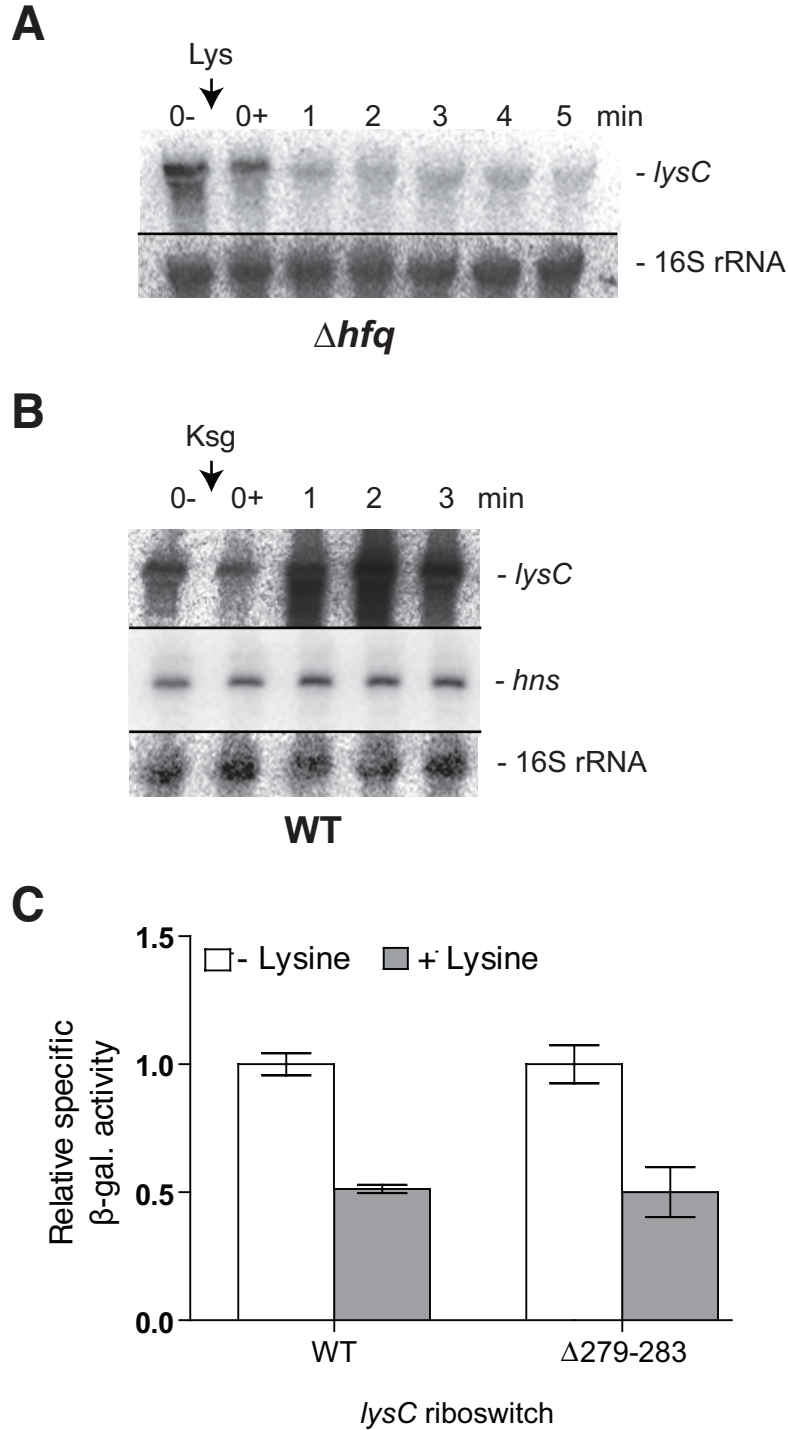 A
Lys
0- 0+ 1 2 3 4 5 min
- lysC
- 16S rRNA
Δhfq
B
Ksg
0- 0+ 1 2 3 min
- lysC
- hns
- 16S rRNA
WT
C
1.5
- Lysine + Lysine
1.0
0.5
0.0
Relative specific
β-gal. activity
WT Δ279-283
lysC riboswitch